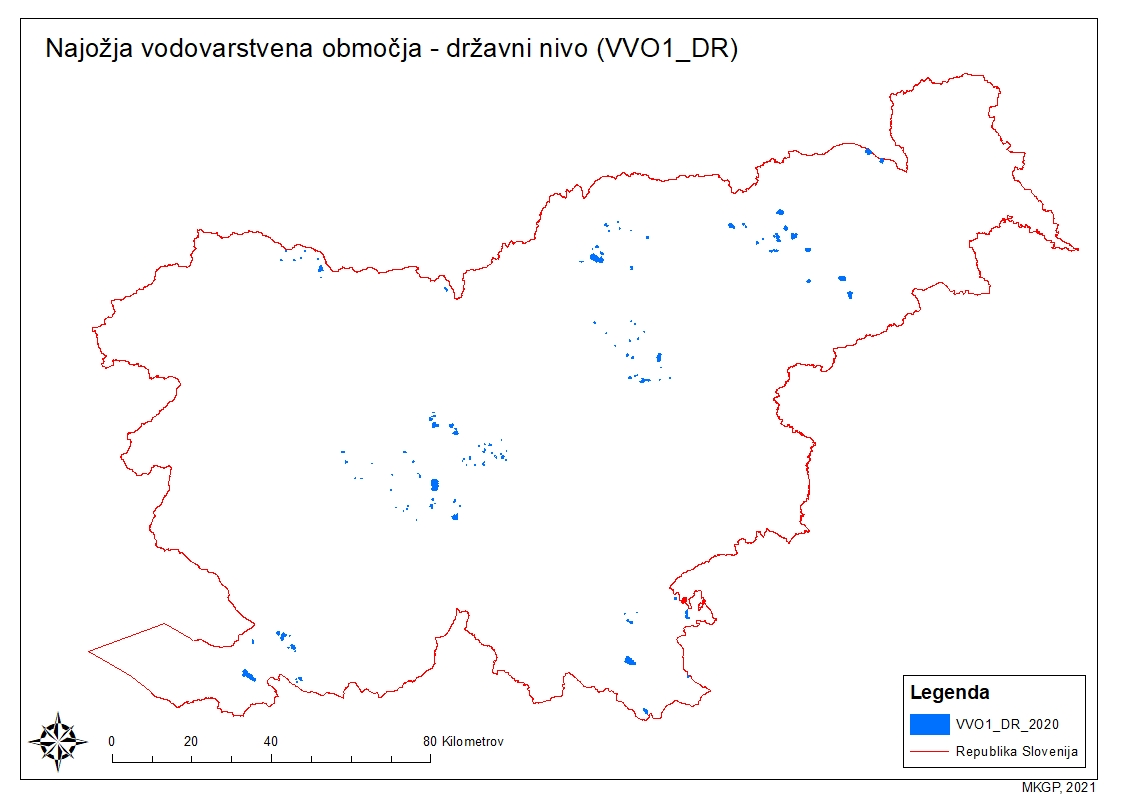 Najožja vodovarstvena območja - državni nivo (VVO1_DR)
Legenda
VVO1_DR_2020
Republika Slovenija
0 20 40 80 Kilometrov
MKGP, 2021